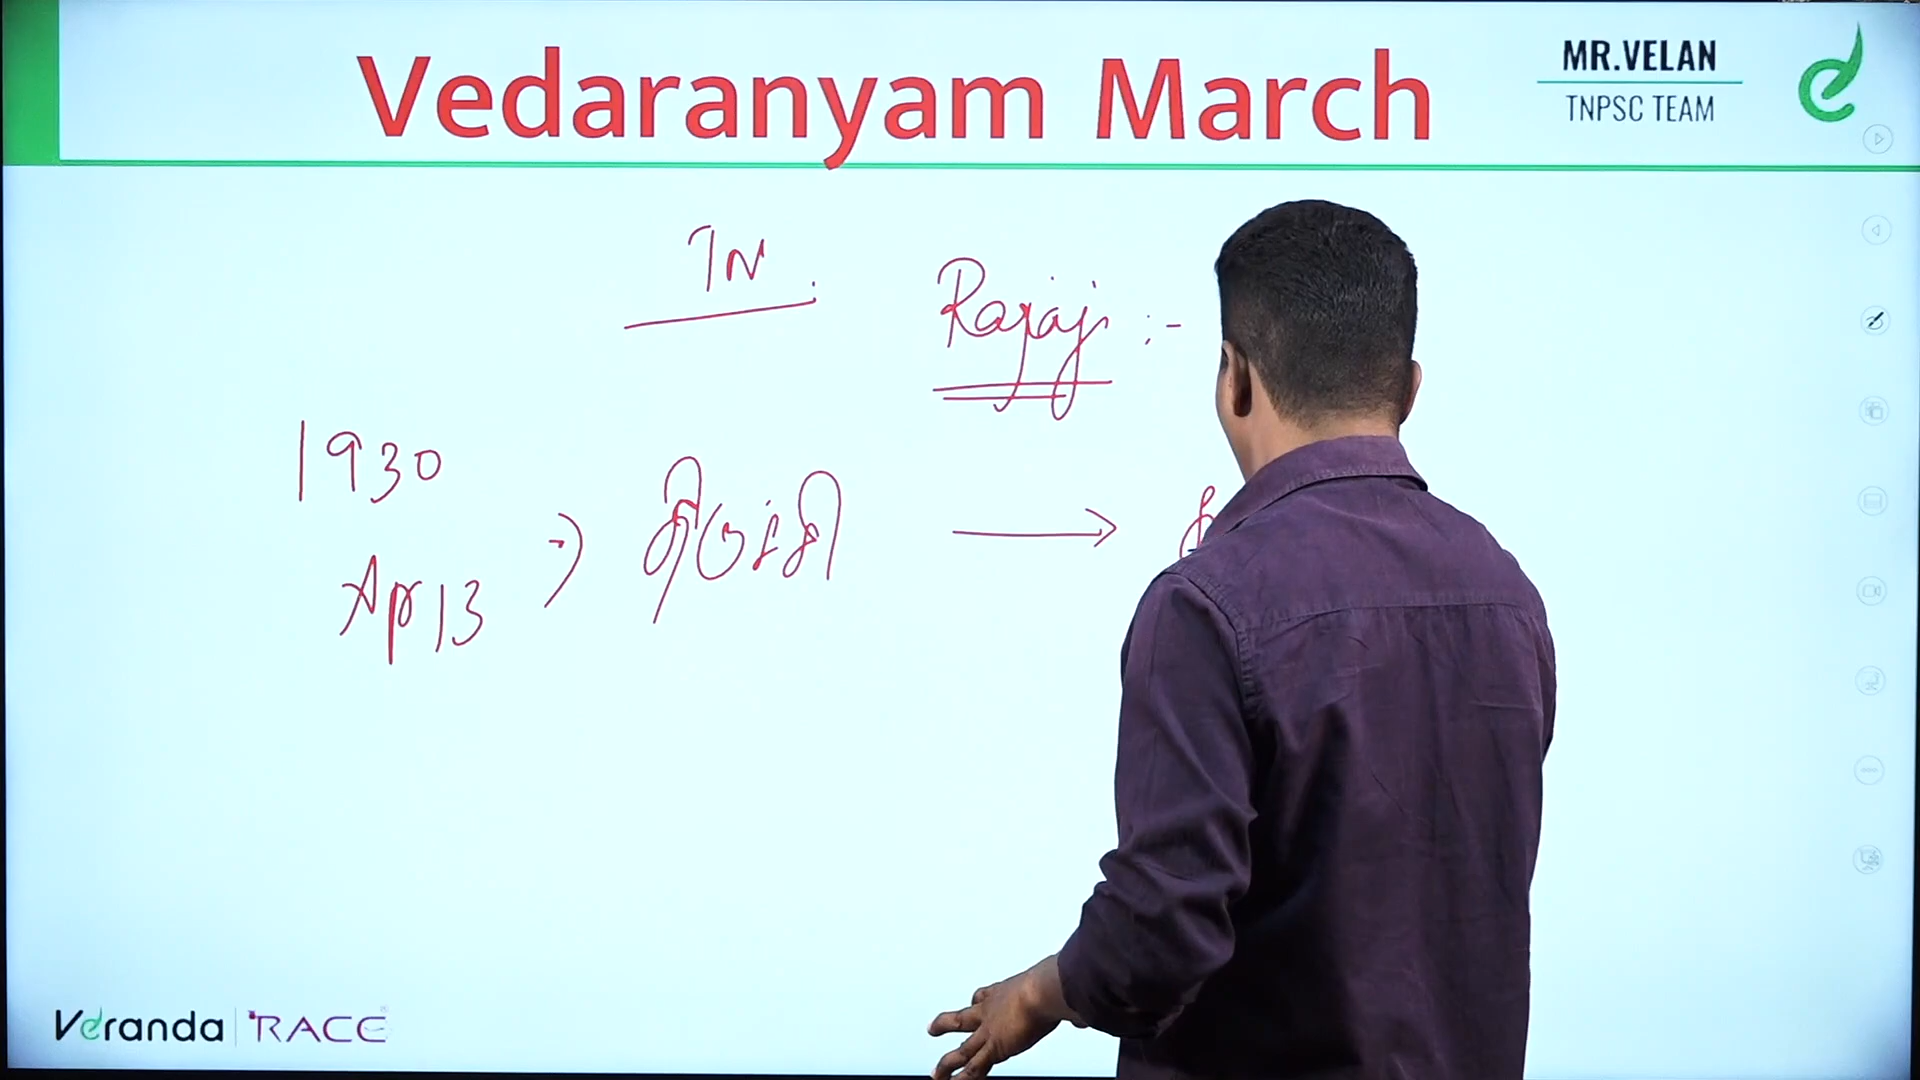 Vedaranyam March
MR.VELAN
TNPSC TEAM
TN
Rajaji :-
1930
Apr 13
திருச்சி →
Veranda RACE